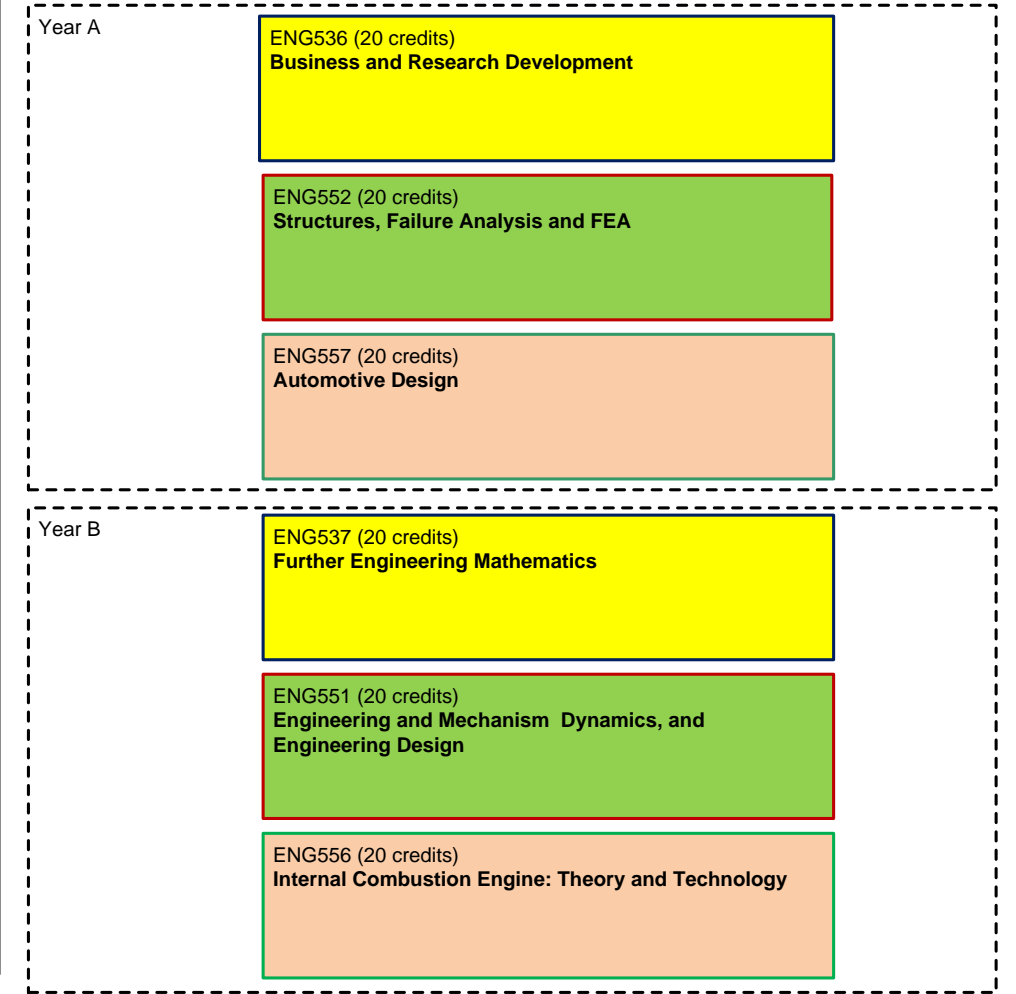 Year A
ENG536 (20 credits)
Business and Research Development
ENG552 (20 credits)
Structures, Failure Analysis and FEA
ENG557 (20 credits)
Automotive Design
Year B
ENG537 (20 credits)
Further Engineering Mathematics
ENG551 (20 credits)
Engineering and Mechanism  Dynamics, and
Engineering Design
ENG556 (20 credits)
Internal Combustion Engine: Theory and Technology